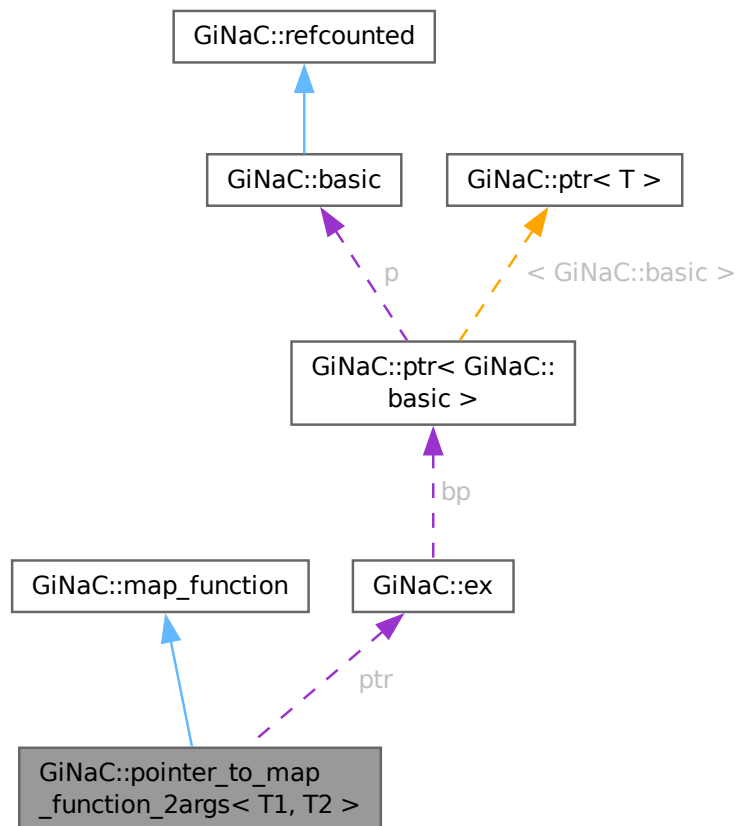 GiNaC::refcounted
GiNaC::basic
GiNaC::ptr< T >
p
< GiNaC::basic >
GiNaC::ptr< GiNaC::
basic >
bp
GiNaC::map_function
GiNaC::ex
ptr
GiNaC::pointer_to_map
_function_2args< T1, T2 >